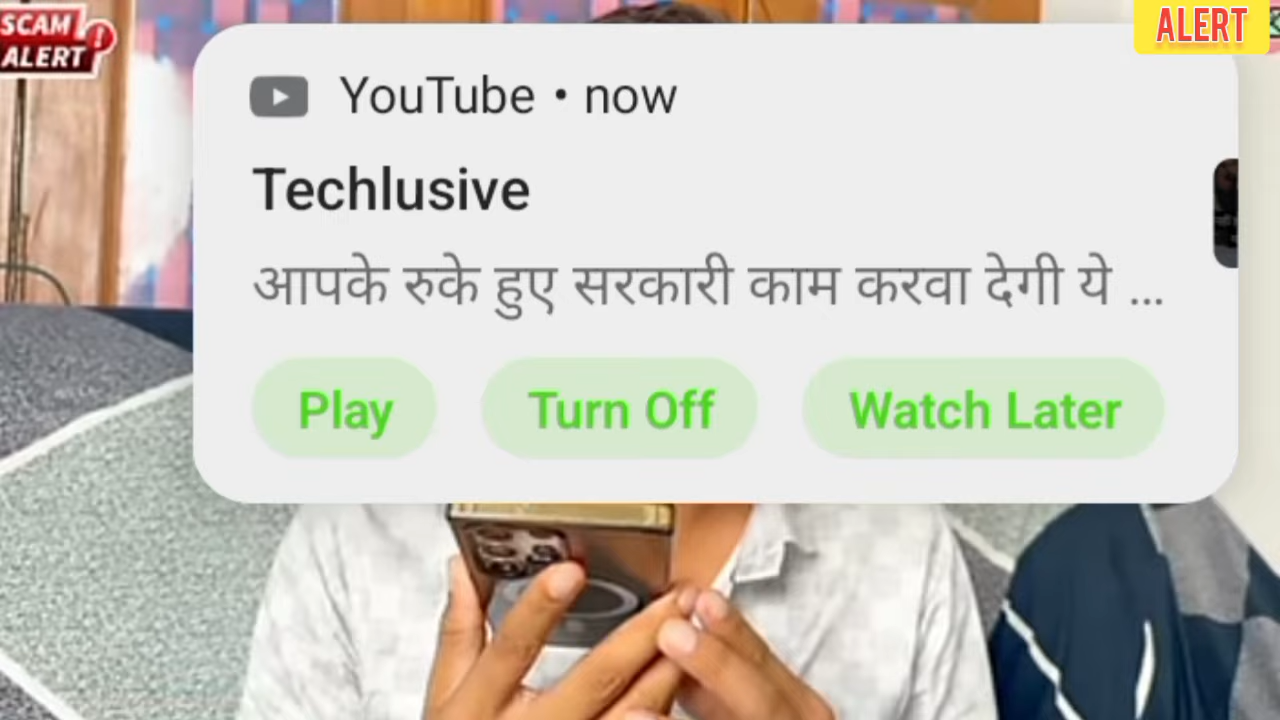 SCAM
ALERT
ALERT
YouTube • now
Techlusive
आपके रुके हुए सरकारी काम करवा देगी ये ...
Play
Turn Off
Watch Later